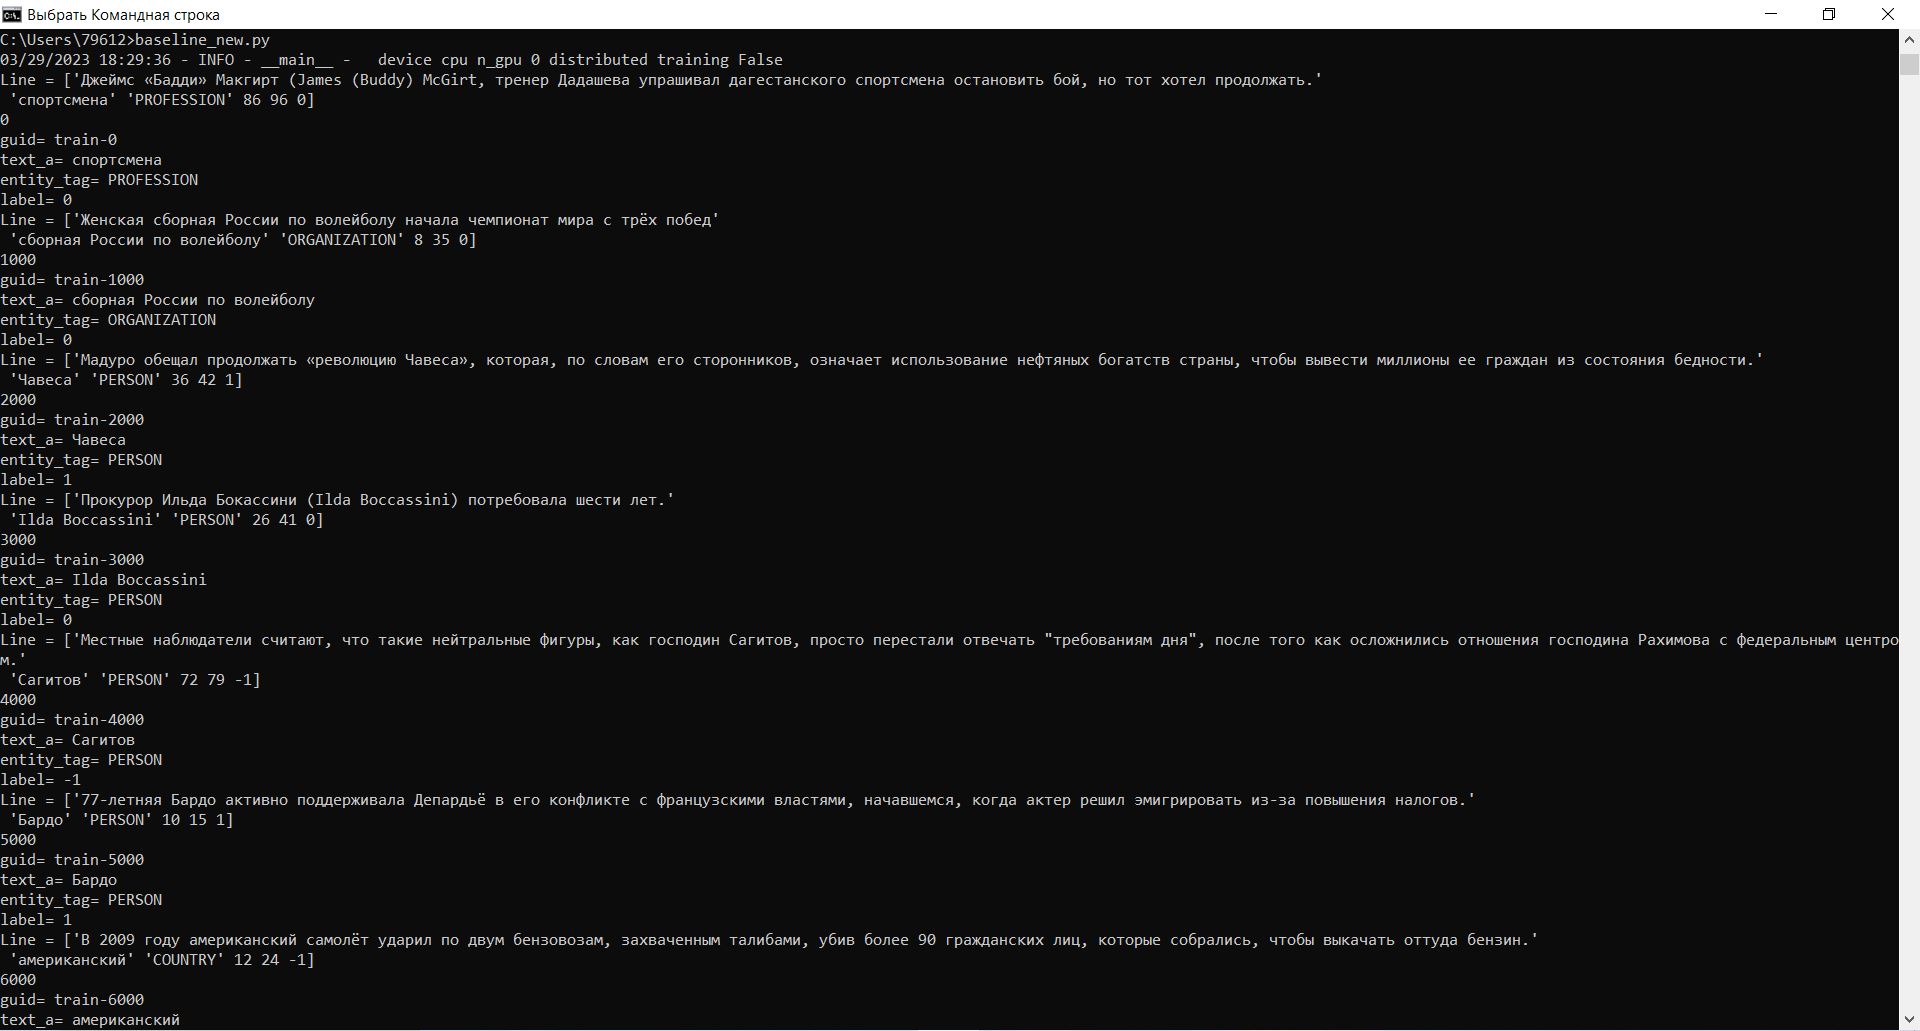 Выбрать Командная строка
C:\Users\79612>baseline_new.py
03/29/2023 18:29:36 - INFO - __main__ -   device cpu n_gpu 0 distributed training False
Line = ['Джеймс «Бадди» Макгирт (James (Buddy) McGirt, тренер Дадашева упрашивал дагестанского спортсмена остановить бой, но тот хотел продолжать.'
 'спортсмена' 'PROFESSION' 86 96 0]
0
guid= train-0
text_a= спортсмена
entity_tag= PROFESSION
label= 0
Line = ['Женская сборная России по волейболу начала чемпионат мира с трёх побед'
 'сборная России по волейболу' 'ORGANIZATION' 8 35 0]
1000
guid= train-1000
text_a= сборная России по волейболу
entity_tag= ORGANIZATION
label= 0
Line = ['Мадуро обещал продолжать «революцию Чавеса», которая, по словам его сторонников, означает использование нефтяных богатств страны, чтобы вывести миллионы ее граждан из состояния бедности.'
 'Чавеса' 'PERSON' 36 42 1]
2000
guid= train-2000
text_a= Чавеса
entity_tag= PERSON
label= 1
Line = ['Прокурор Ильда Бокассини (Ilda Boccassini) потребовала шести лет.'
 'Ilda Boccassini' 'PERSON' 26 41 0]
3000
guid= train-3000
text_a= Ilda Boccassini
entity_tag= PERSON
label= 0
Line = ['Местные наблюдатели считают, что такие нейтральные фигуры, как господин Сагитов, просто перестали отвечать "требованиям дня", после того как осложнились отношения господина Рахимова с федеральным центро
м.'
 'Сагитов' 'PERSON' 72 79 -1]
4000
guid= train-4000
text_a= Сагитов
entity_tag= PERSON
label= -1
Line = ['77-летняя Бардо активно поддерживала Депардьё в его конфликте с французскими властями, начавшемся, когда актер решил эмигрировать из-за повышения налогов.'
 'Бардо' 'PERSON' 10 15 1]
5000
guid= train-5000
text_a= Бардо
entity_tag= PERSON
label= 1
Line = ['В 2009 году американский самолёт ударил по двум бензовозам, захваченным талибами, убив более 90 гражданских лиц, которые собрались, чтобы выкачать оттуда бензин.'
 'американский' 'COUNTRY' 12 24 -1]
6000
guid= train-6000
text_a= американский